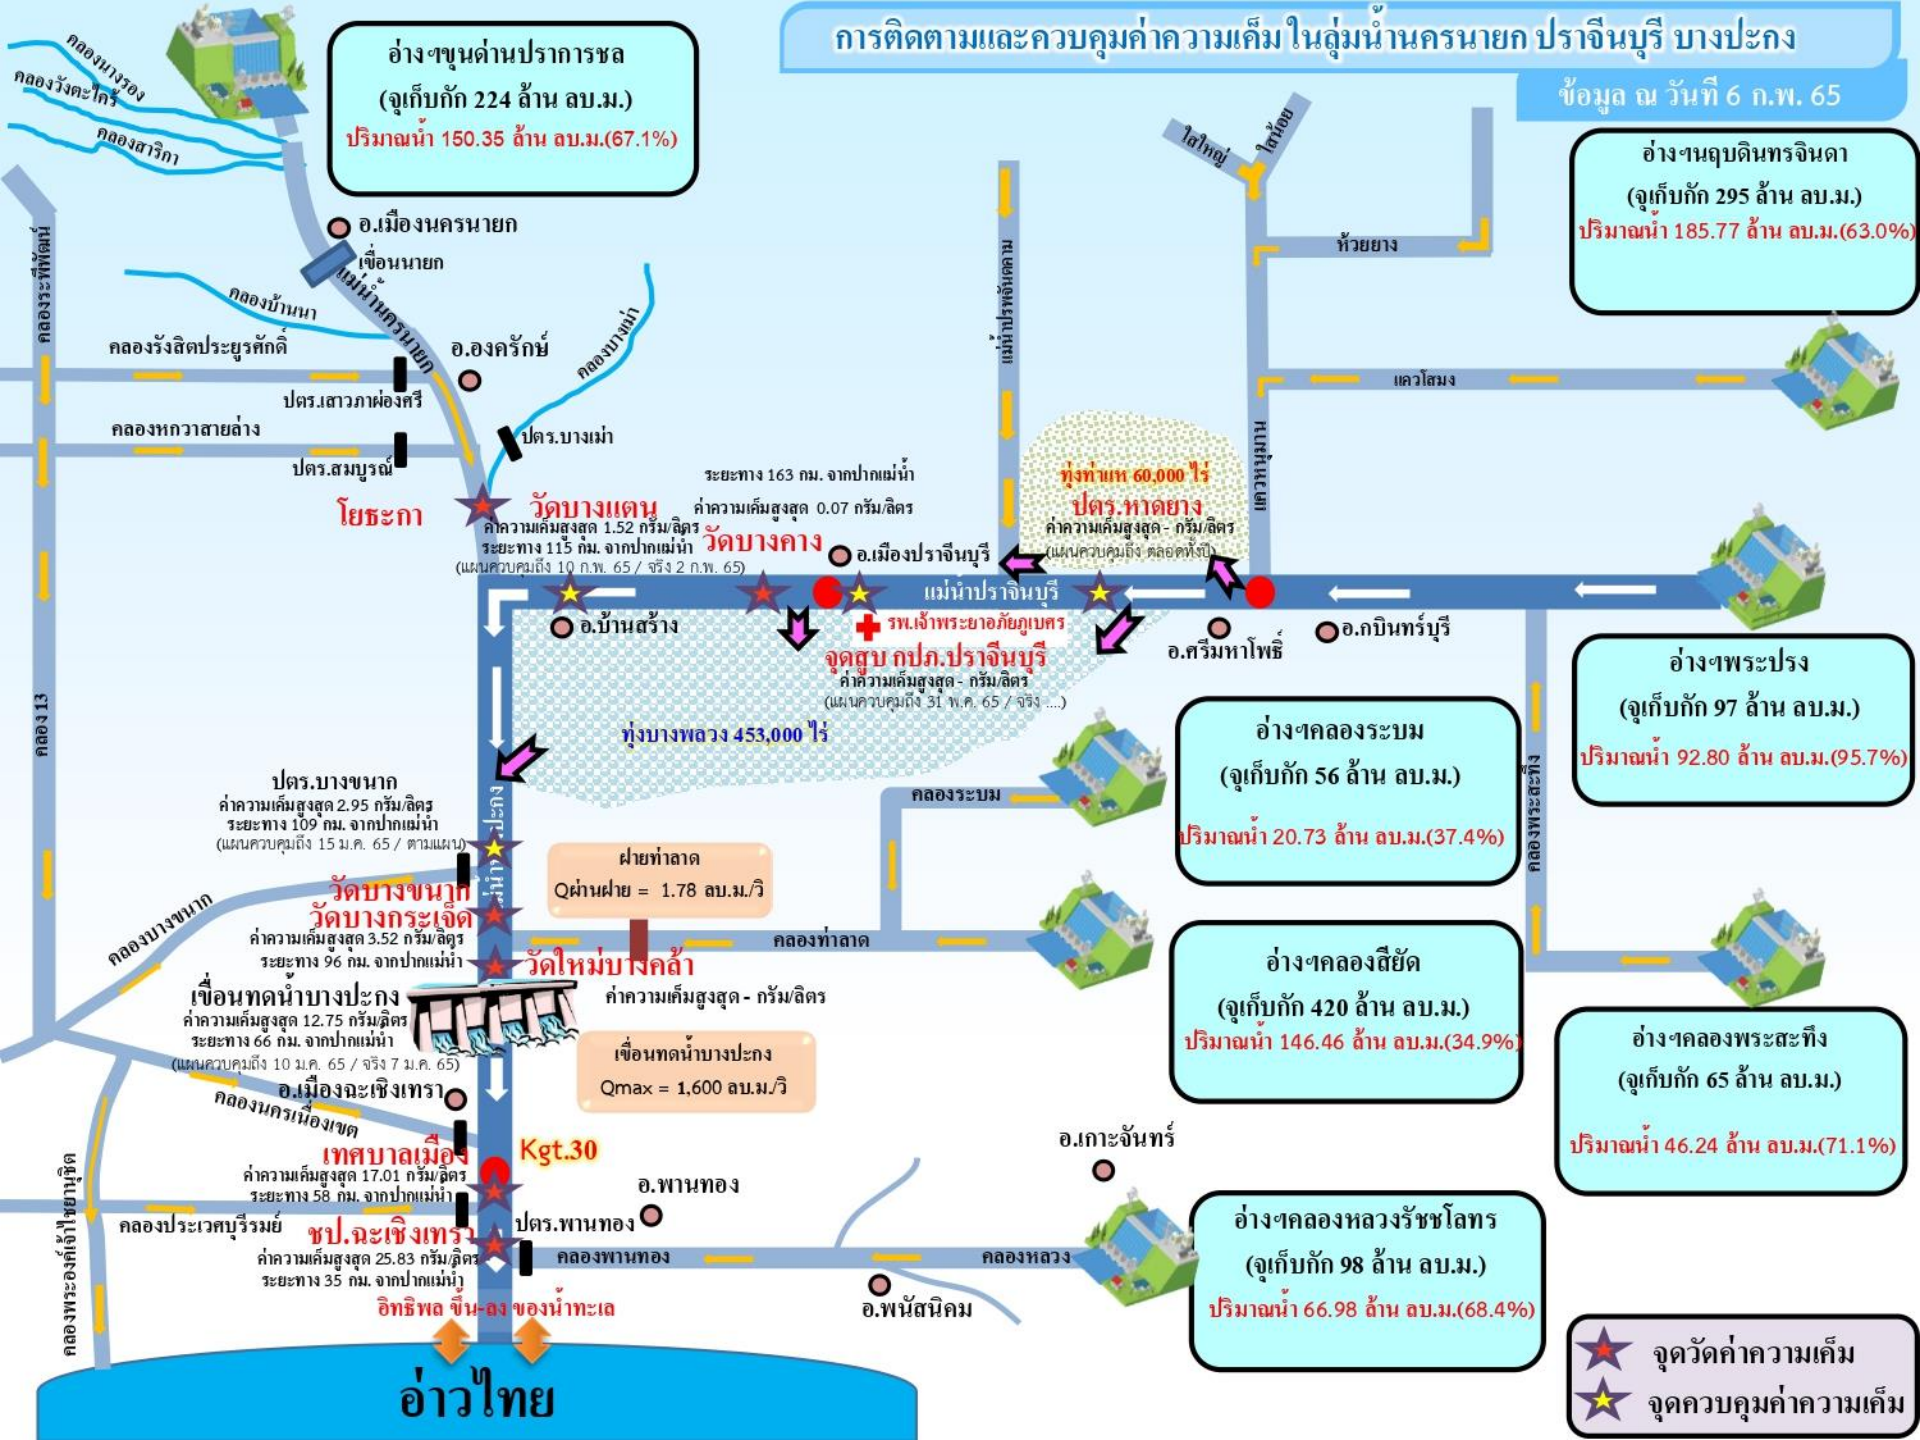 การติดตามและควบคุมค่าความเค็ม ในลุ่มน้ำนครนายก ปราจีนบุรี บางปะกง
ข้อมูล ณ วันที่ 6 ก.พ. 65
คลองนางรอง
คลองวังตะไคร้
คลองสาริกา
อ่างฯขุนด่านปราการชล
(จุเก็บกัก 224 ล้าน ลบ.ม.)
ปริมาณน้ำ 150.35 ล้าน ลบ.ม.(67.1%)
ใสใหญ่
ใสน้อย
อ่างฯนฤบดินทรจินดา
(จุเก็บกัก 295 ล้าน ลบ.ม.)
ปริมาณน้ำ 185.77 ล้าน ลบ.ม.(63.0%)
อ.เมืองนครนายก
เขื่อนนายก
แม่น้ำนครนายก
คลองระพีพัฒน์
คลองบ้านนา
ห้วยยาง
คลองรังสิตประยูรศักดิ์
อ.องครักษ์
คลองบางเม่า
แควโสมง
ปตร.เสาวภาผ่องศรี
คลองหกวาสายล่าง
ปตร.บางเม่า
ปตร.สมบูรณ์
แควหนุมาน
ทุ่งท่าแห 60,000 ไร่
ปตร.หาดยาง
ค่าความเค็มสูงสุด - กรัม/ลิตร
(แผนควบคุมถึง ตลอดทั้งปี)
ระยะทาง 163 กม. จากปากแม่น้ำ
ค่าความเค็มสูงสุด 0.07 กรัม/ลิตร
วัดบางคาง
โยธะกา
วัดบางแตน
ค่าความเค็มสูงสุด 1.52 กรัม/ลิตร
ระยะทาง 115 กม. จากปากแม่น้ำ
(แผนควบคุมถึง 10 ก.พ. 65 / จริง 2 ก.พ. 65)
อ.เมืองปราจีนบุรี
แม่น้ำปราจีนบุรี
อ.บ้านสร้าง
รพ.เจ้าพระยาอภัยภูเบศร
จุดสูบ กปภ.ปราจีนบุรี
ค่าความเค็มสูงสุด - กรัม/ลิตร
(แผนควบคุมถึง 31 พ.ค. 65 / จริง ....)
อ.ศรีมหาโพธิ์
อ.กบินทร์บุรี
ทุ่งบางพลวง 453,000 ไร่
คลอง 13
อ่างฯพระปรง
(จุเก็บกัก 97 ล้าน ลบ.ม.)
ปริมาณน้ำ 92.80 ล้าน ลบ.ม.(95.7%)
อ่างฯคลองระบม
(จุเก็บกัก 56 ล้าน ลบ.ม.)
ปริมาณน้ำ 20.73 ล้าน ลบ.ม.(37.4%)
คลองพระสะทึง
คลองระบม
ปตร.บางขนาก
ค่าความเค็มสูงสุด 2.95 กรัม/ลิตร
ระยะทาง 109 กม. จากปากแม่น้ำ
(แผนควบคุมถึง 15 ม.ค. 65 / ตามแผน)
ฝายท่าลาด
Qผ่านฝาย = 1.78 ลบ.ม./วิ
วัดบางขนาก
วัดบางกระเจ็ด
ค่าความเค็มสูงสุด 3.52 กรัม/ลิตร
ระยะทาง 96 กม. จากปากแม่น้ำ
คลองบางขนาก
คลองท่าลาด
วัดใหม่บางคล้า
ค่าความเค็มสูงสุด - กรัม/ลิตร
อ่างฯคลองสียัด
(จุเก็บกัก 420 ล้าน ลบ.ม.)
ปริมาณน้ำ 146.46 ล้าน ลบ.ม.(34.9%)
เขื่อนทดน้ำบางปะกง
ค่าความเค็มสูงสุด 12.75 กรัม/ลิตร
ระยะทาง 66 กม. จากปากแม่น้ำ
(แผนควบคุมถึง 10 ม.ค. 65 / จริง 7 ม.ค. 65)
เขื่อนทดน้ำบางปะกง
Qmax = 1,600 ลบ.ม./วิ
อ่างฯคลองพระสะทึง
(จุเก็บกัก 65 ล้าน ลบ.ม.)
ปริมาณน้ำ 46.24 ล้าน ลบ.ม.(71.1%)
อ.เมืองฉะเชิงเทรา
คลองนครเนื่องเขต
เทศบาลเมือง
ค่าความเค็มสูงสุด 17.01 กรัม/ลิตร
ระยะทาง 58 กม. จากปากแม่น้ำ
Kgt.30
อ.เกาะจันทร์
อ.พานทอง
คลองพระองค์เจ้าไชยานุชิต
คลองประเวศบุรีรมย์
ชป.ฉะเชิงเทรา
ค่าความเค็มสูงสุด 25.83 กรัม/ลิตร
ระยะทาง 35 กม. จากปากแม่น้ำ
ปตร.พานทอง
คลองพานทอง
คลองหลวง
อ.พนัสนิคม
อ่างฯคลองหลวงรัชชโลทร
(จุเก็บกัก 98 ล้าน ลบ.ม.)
ปริมาณน้ำ 66.98 ล้าน ลบ.ม.(68.4%)
อิทธิพล ขึ้น-ลง ของน้ำทะเล
อ่าวไทย
จุดวัดค่าความเค็ม
จุดควบคุมค่าความเค็ม